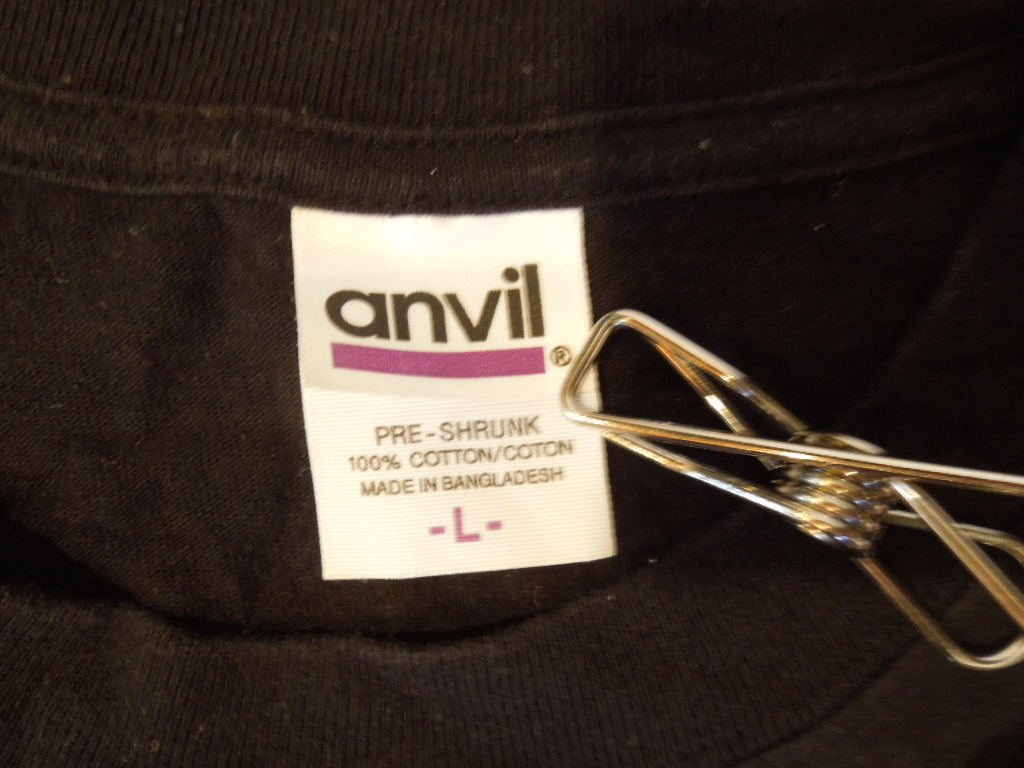 anvil®
PRE-SHRUNK
100% COTTON/COTON
MADE IN BANGLADESH
-L-